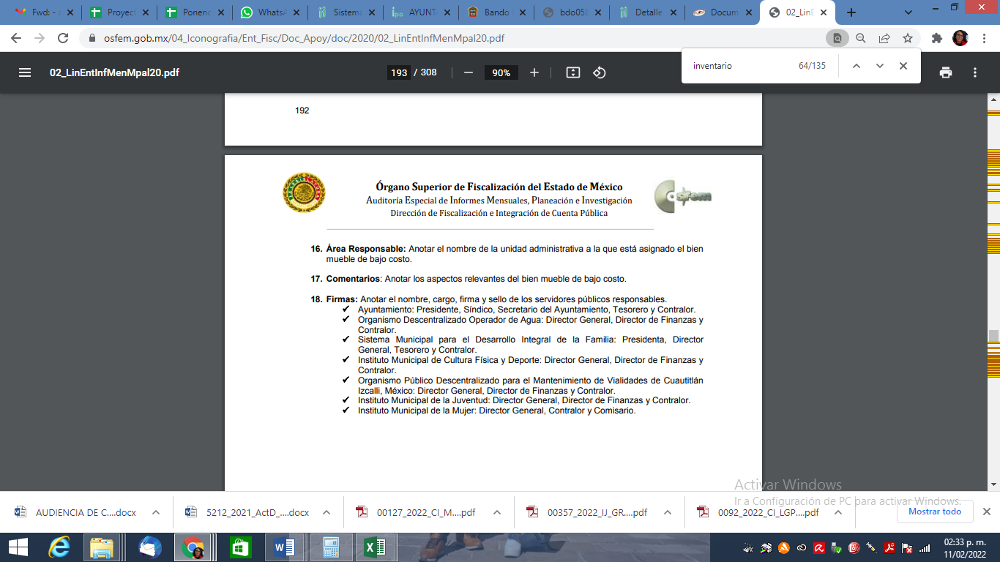 Fwd: - a
Proyect
Ponenc
WhatsA
Sistema
ipo AYUNT
Bando
bdo058
Detalle
Docum
02_LinE
osfem.gob.mx/04_Iconografia/Ent_Fisc/Doc_Apoy/doc/2020/02_LinEntInfMenMpal20.pdf
02_LinEntInfMenMpal20.pdf
193 / 308
90%
inventario
64/135
192
Órgano Superior de Fiscalización del Estado de México
Auditoría Especial de Informes Mensuales, Planeación e Investigación
Dirección de Fiscalización e Integración de Cuenta Pública
osfem
16. Área Responsable: Anotar el nombre de la unidad administrativa a la que está asignado el bien
mueble de bajo costo.
17. Comentarios: Anotar los aspectos relevantes del bien mueble de bajo costo.
18. Firmas: Anotar el nombre, cargo, firma y sello de los servidores públicos responsables.
✓ Ayuntamiento: Presidente, Síndico, Secretario del Ayuntamiento, Tesorero y Contralor.
✓ Organismo Descentralizado Operador de Agua: Director General, Director de Finanzas y
Contralor.
✓ Sistema Municipal para el Desarrollo Integral de la Familia: Presidenta, Director
General, Tesorero y Contralor.
✓ Instituto Municipal de Cultura Física y Deporte: Director General, Director de Finanzas y
Contralor.
✓ Organismo Público Descentralizado para el Mantenimiento de Vialidades de Cuautitlán
Izcalli, México: Director General, Director de Finanzas y Contralor.
✓ Instituto Municipal de la Juventud: Director General, Director de Finanzas y Contralor.
✓ Instituto Municipal de la Mujer: Director General, Contralor y Comisario.
Activar Windows
Ir a Configuración de PC para activar Windows.
AUDIENCIA DE C....docx
5212_2021_ActD_....docx
00127_2022_CI_M....pdf
00357_2022_IJ_GR....pdf
0092_2022_CI_LGP....pdf
Mostrar todo
02:33 p. m.
11/02/2022